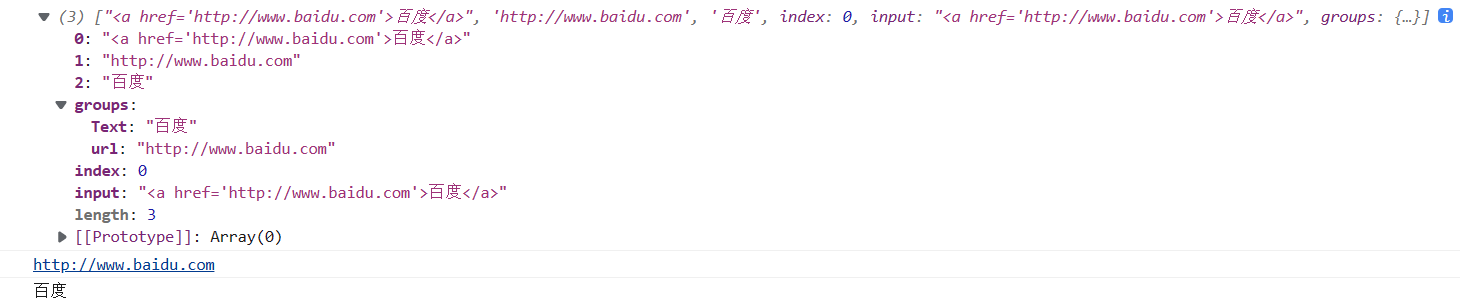 (3) ["<a href='http://www.baidu.com'>百度</a>", 'http://www.baidu.com', '百度', index: 0, input: "<a href='http://www.baidu.com'>百度</a>", groups: {…}] i
0: "<a href='http://www.baidu.com'>百度</a>"
1: "http://www.baidu.com"
2: "百度"
groups:
Text: "百度"
url: "http://www.baidu.com"
index: 0
input: "<a href='http://www.baidu.com'>百度</a>"
length: 3
[[Prototype]]: Array(0)
http://www.baidu.com
百度